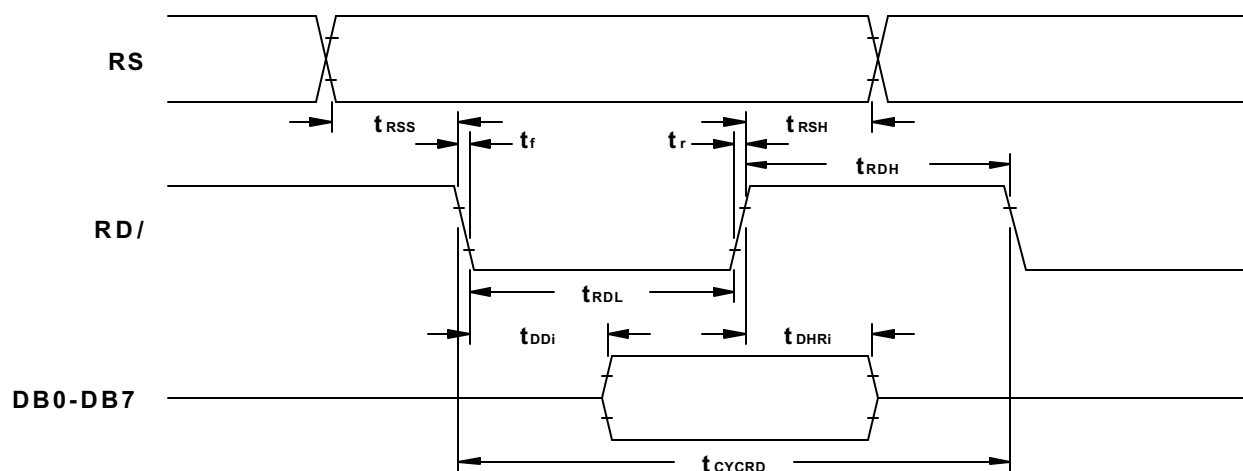 RS
tRSS
tRSH
tf
tr
tRDH
RD/
tRDL
tDDi
tDHRi
DB0-DB7
tCYCRD